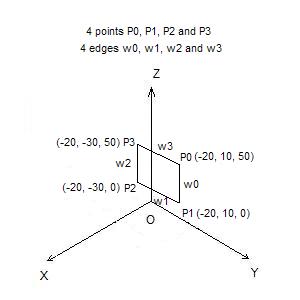 4 points P0, P1, P2 and P3
4 edges w0, w1, w2 and w3
Z
(-20, -30, 50) P3
w3
P0 (-20, 10, 50)
w2
w0
(-20, -30, 0) P2
w1
P1 (-20, 10, 0)
O
X
Y